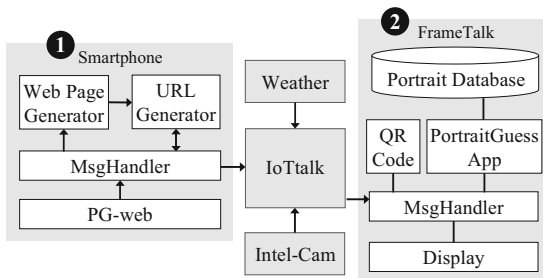 1
Smartphone
Web Page
Generator
URL
Generator
MsgHandler
PG-web
Weather
IoTtalk
Intel-Cam
2
FrameTalk
Portrait Database
QR
Code
PortraitGuess
App
MsgHandler
Display